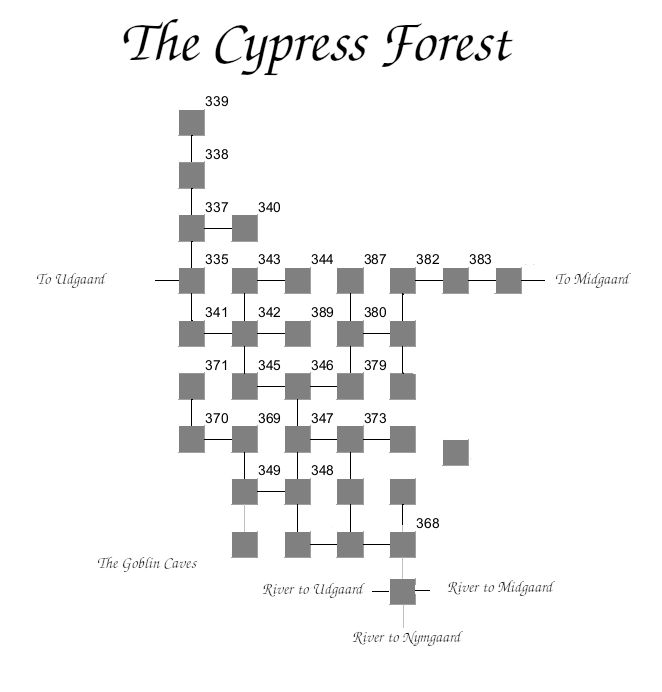 The Cypress Forest
339
338
337 340
335 343 344 387 382 383
To Udgaard To Midgaard
341 342 389 380
371 345 346 379
370 369 347 373
349 348
368
The Goblin Caves
River to Udgaard River to Midgaard
River to Nymgaard